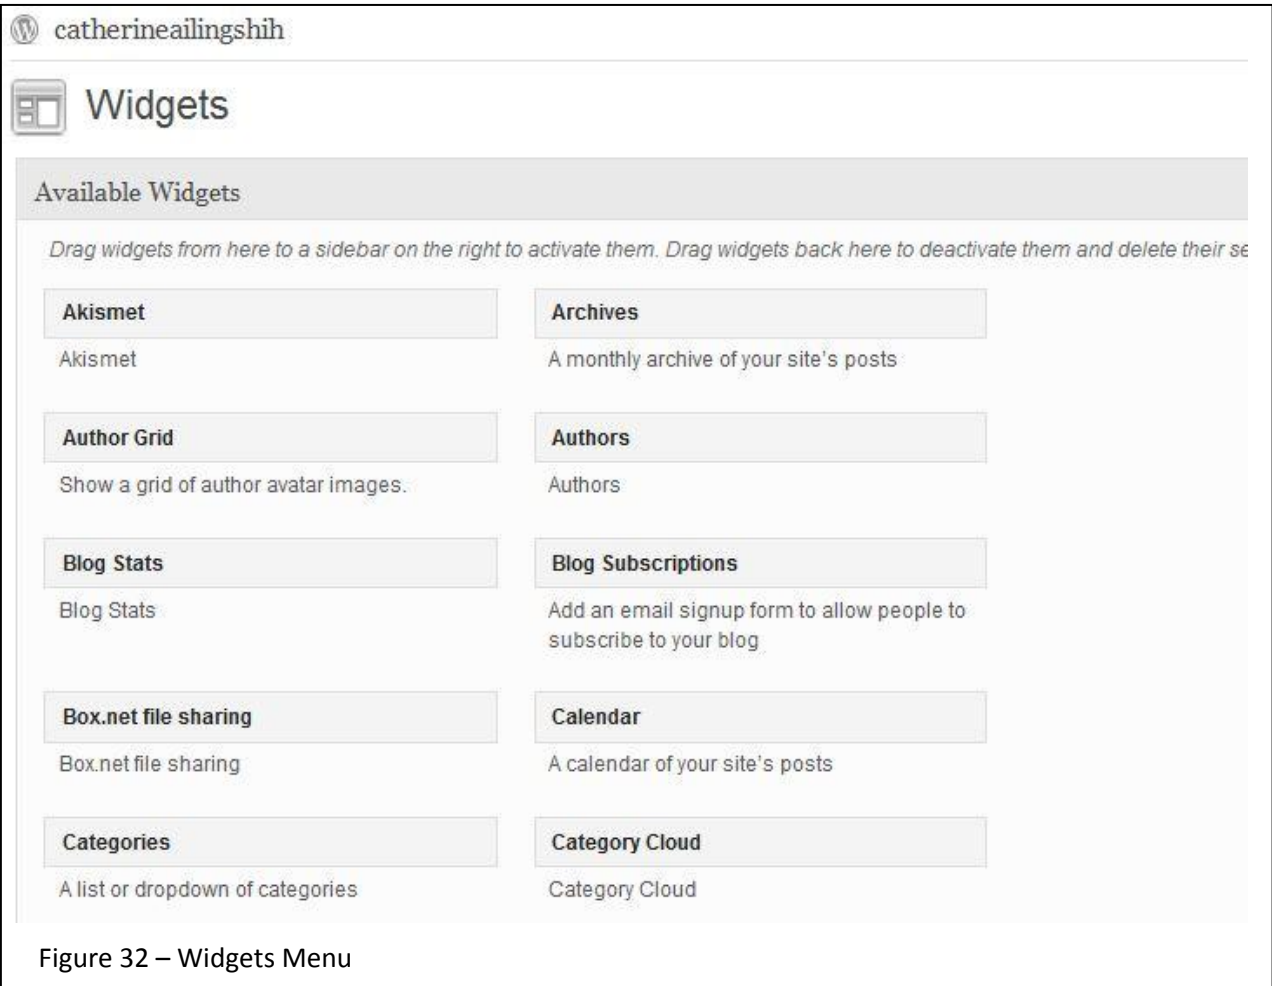 catherineailingshih
Widgets
Available Widgets
Drag widgets from here to a sidebar on the right to activate them. Drag widgets back here to deactivate them and delete their se
Akismet
Archives
Akismet
A monthly archive of your site's posts
Author Grid
Authors
Show a grid of author avatar images.
Authors
Blog Stats
Blog Subscriptions
Blog Stats
Add an email signup form to allow people to
subscribe to your blog
Box.net file sharing
Calendar
Box.net file sharing
A calendar of your site's posts
Categories
Category Cloud
A list or dropdown of categories
Category Cloud
Figure 32 – Widgets Menu